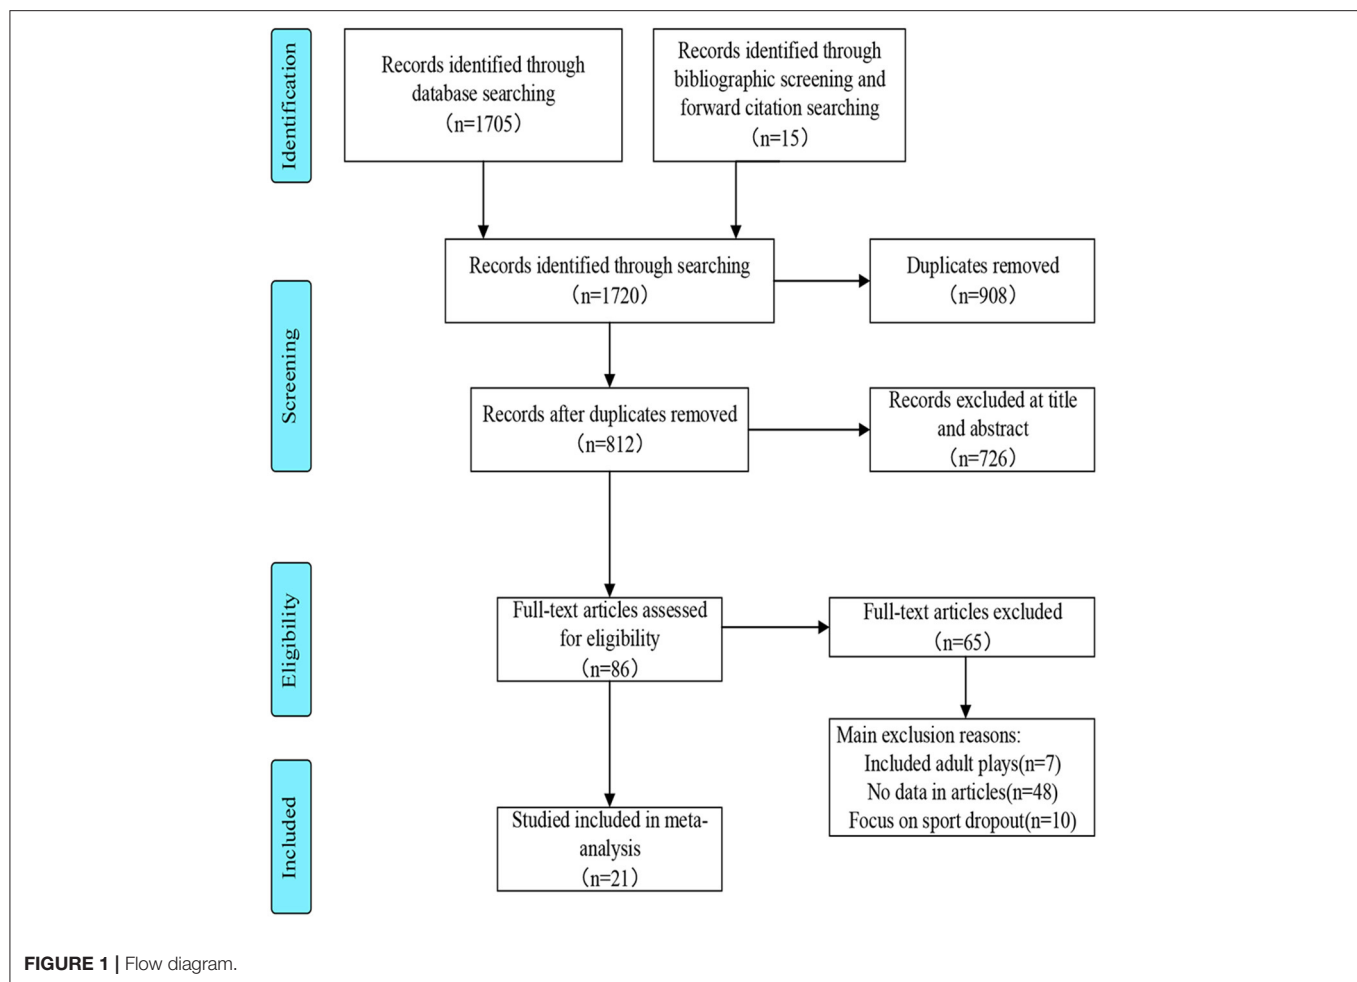 Identification
Records identified through
database searching
（n=1705）
Records identified through
bibliographic screening and
forward citation searching
（n=15）
Screening
Records identified through searching
（n=1720）
Duplicates removed
（n=908）
Records after duplicates removed
（n=812）
Records excluded at title
and abstract
（n=726）
Eligibility
Full-text articles assessed
for eligibility
（n=86）
Full-text articles excluded
（n=65）
Main exclusion reasons:
Included adult plays(n=7)
No data in articles(n=48)
Focus on sport dropout(n=10)
Included
Studied included in meta-
analysis
（n=21）
FIGURE 1 | Flow diagram.